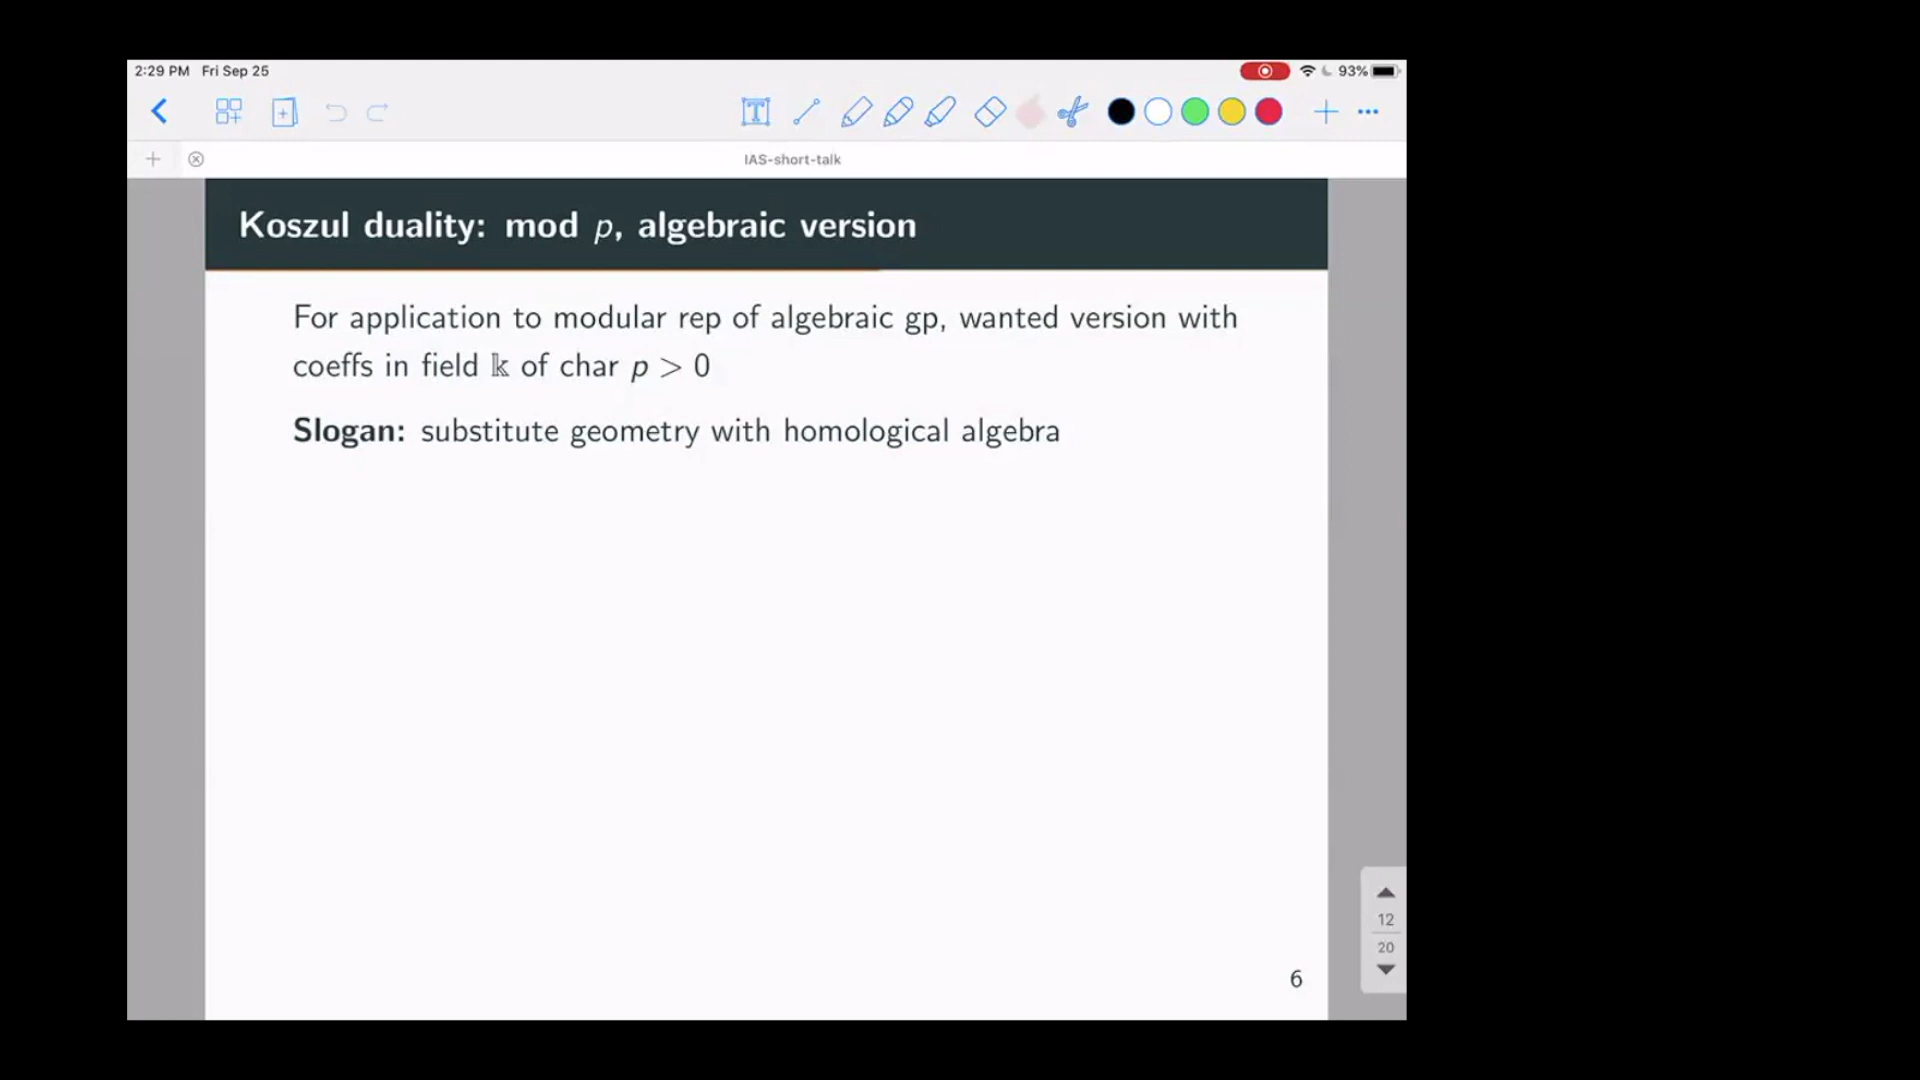 2:29 PM Fri Sep 25
93%
IAS-short-talk
Koszul duality: mod p, algebraic version
For application to modular rep of algebraic gp, wanted version with
coeffs in field 𝕜 of char p > 0
Slogan: substitute geometry with homological algebra
12
20
6